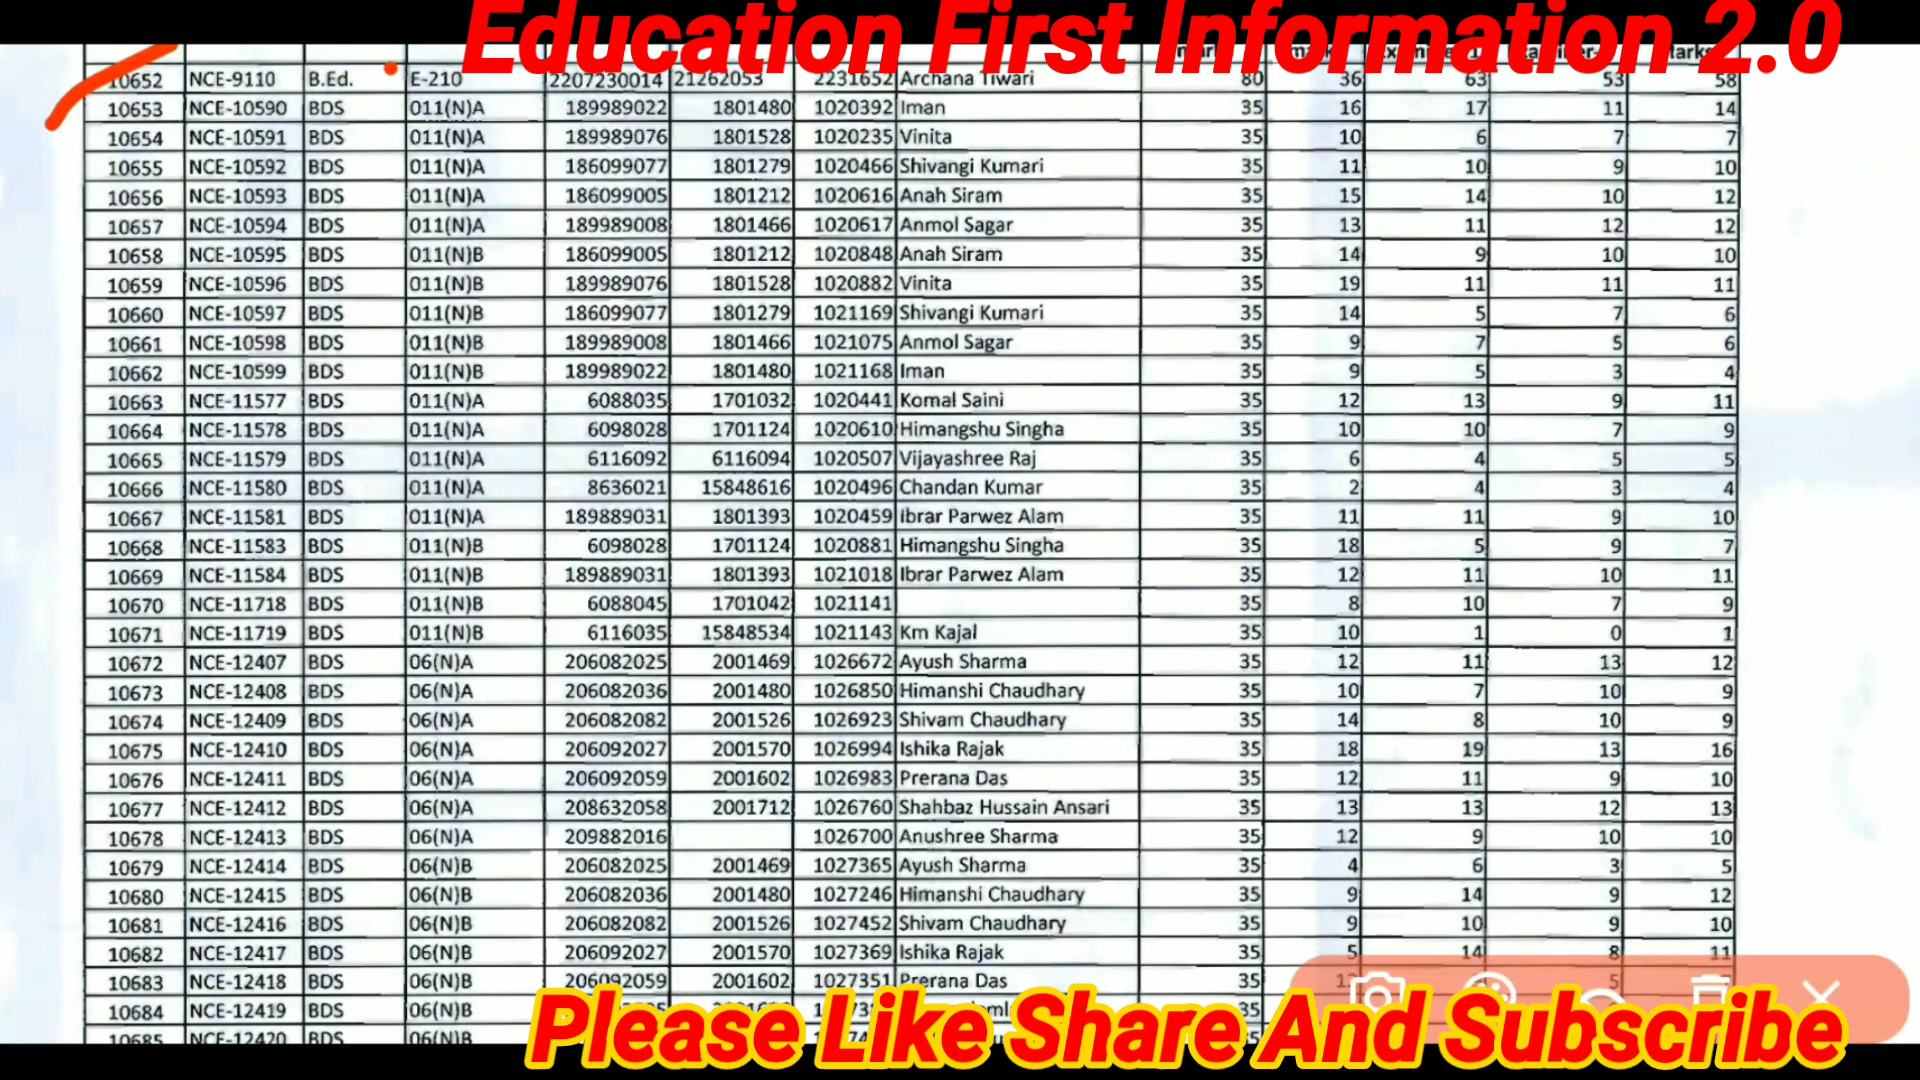 Education First Information 2.0
10652 NCE-9110 B.Ed. E-210 2207230014 21262053 2231652 Archana Tiwari 80 36 63 53 58
10653 NCE-10590 BDS 011(N)A 189989022 1801480 1020392 Iman 35 16 17 11 14
10654 NCE-10591 BDS 011(N)A 189989076 1801528 1020235 Vinita 35 10 6 7 7
10655 NCE-10592 BDS 011(N)A 186099077 1801279 1020466 Shivangi Kumari 35 11 10 9 10
10656 NCE-10593 BDS 011(N)A 186099005 1801212 1020616 Anah Siram 35 15 14 10 12
10657 NCE-10594 BDS 011(N)A 189989008 1801466 1020617 Anmol Sagar 35 13 11 12 12
10658 NCE-10595 BDS 011(N)B 186099005 1801212 1020848 Anah Siram 35 14 9 10 10
10659 NCE-10596 BDS 011(N)B 189989076 1801528 1020882 Vinita 35 19 11 11 11
10660 NCE-10597 BDS 011(N)B 186099077 1801279 1021169 Shivangi Kumari 35 14 5 7 6
10661 NCE-10598 BDS 011(N)B 189989008 1801466 1021075 Anmol Sagar 35 9 7 5 6
10662 NCE-10599 BDS 011(N)B 189989022 1801480 1021168 Iman 35 9 5 3 4
10663 NCE-11577 BDS 011(N)A 6088035 1701032 1020441 Komal Saini 35 12 13 9 11
10664 NCE-11578 BDS 011(N)A 6098028 1701124 1020610 Himangshu Singha 35 10 10 7 9
10665 NCE-11579 BDS 011(N)A 6116092 6116094 1020507 Vijayashree Raj 35 6 4 5 5
10666 NCE-11580 BDS 011(N)A 8636021 15848616 1020496 Chandan Kumar 35 2 4 3 4
10667 NCE-11581 BDS 011(N)A 189889031 1801393 1020459 Ibrar Parwez Alam 35 11 11 9 10
10668 NCE-11583 BDS 011(N)B 6098028 1701124 1020881 Himangshu Singha 35 18 5 9 7
10669 NCE-11584 BDS 011(N)B 189889031 1801393 1021018 Ibrar Parwez Alam 35 12 11 10 11
10670 NCE-11718 BDS 011(N)B 6088045 1701042 1021141 35 8 10 7 9
10671 NCE-11719 BDS 011(N)B 6116035 15848534 1021143 Km Kajal 35 10 1 0 1
10672 NCE-12407 BDS 06(N)A 206082025 2001469 1026672 Ayush Sharma 35 12 11 13 12
10673 NCE-12408 BDS 06(N)A 206082036 2001480 1026850 Himanshi Chaudhary 35 10 7 10 9
10674 NCE-12409 BDS 06(N)A 206082082 2001526 1026923 Shivam Chaudhary 35 14 8 10 9
10675 NCE-12410 BDS 06(N)A 206092027 2001570 1026994 Ishika Rajak 35 18 19 13 16
10676 NCE-12411 BDS 06(N)A 206092059 2001602 1026983 Prerana Das 35 12 11 9 10
10677 NCE-12412 BDS 06(N)A 208632058 2001712 1026760 Shahbaz Hussain Ansari 35 13 13 12 13
10678 NCE-12413 BDS 06(N)A 209882016 1026700 Anushree Sharma 35 12 9 10 10
10679 NCE-12414 BDS 06(N)B 206082025 2001469 1027365 Ayush Sharma 35 4 6 3 5
10680 NCE-12415 BDS 06(N)B 206082036 2001480 1027246 Himanshi Chaudhary 35 9 14 9 12
10681 NCE-12416 BDS 06(N)B 206082082 2001526 1027452 Shivam Chaudhary 35 9 10 9 10
10682 NCE-12417 BDS 06(N)B 206092027 2001570 1027369 Ishika Rajak 35 5 14 8 11
10683 NCE-12418 BDS 06(N)B 206092059 2001602 1027351 Prerana Das 35 5
10684 NCE-12419 BDS 06(N)B 35
10685 NCE-12420 BDS 06(N)B
Please Like Share And Subscribe